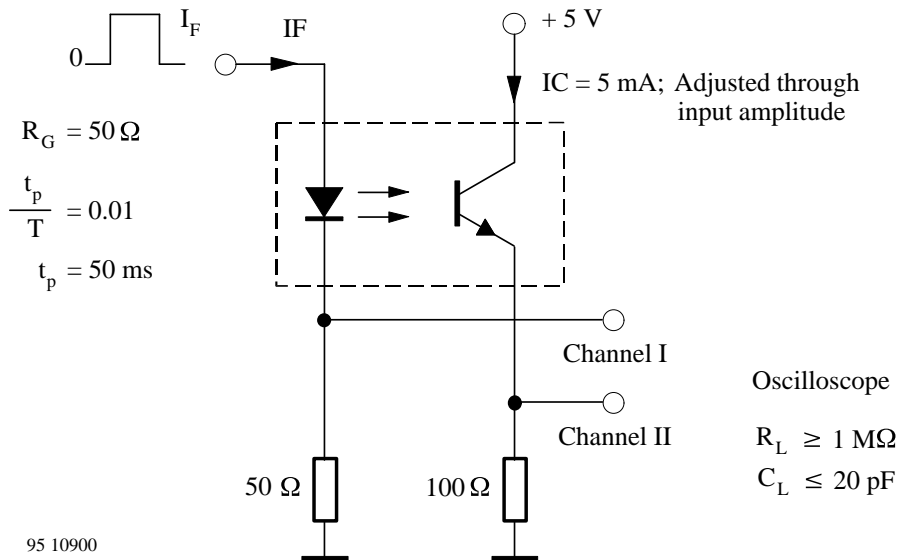 I_F
0
IF
+ 5 V
IC = 5 mA; Adjusted through
input amplitude
R_G = 50 Ω
t_p
T
= 0.01
t_p = 50 ms
Channel I
Channel II
Oscilloscope
R_L ≥ 1 MΩ
C_L ≤ 20 pF
50 Ω
100 Ω
95 10900